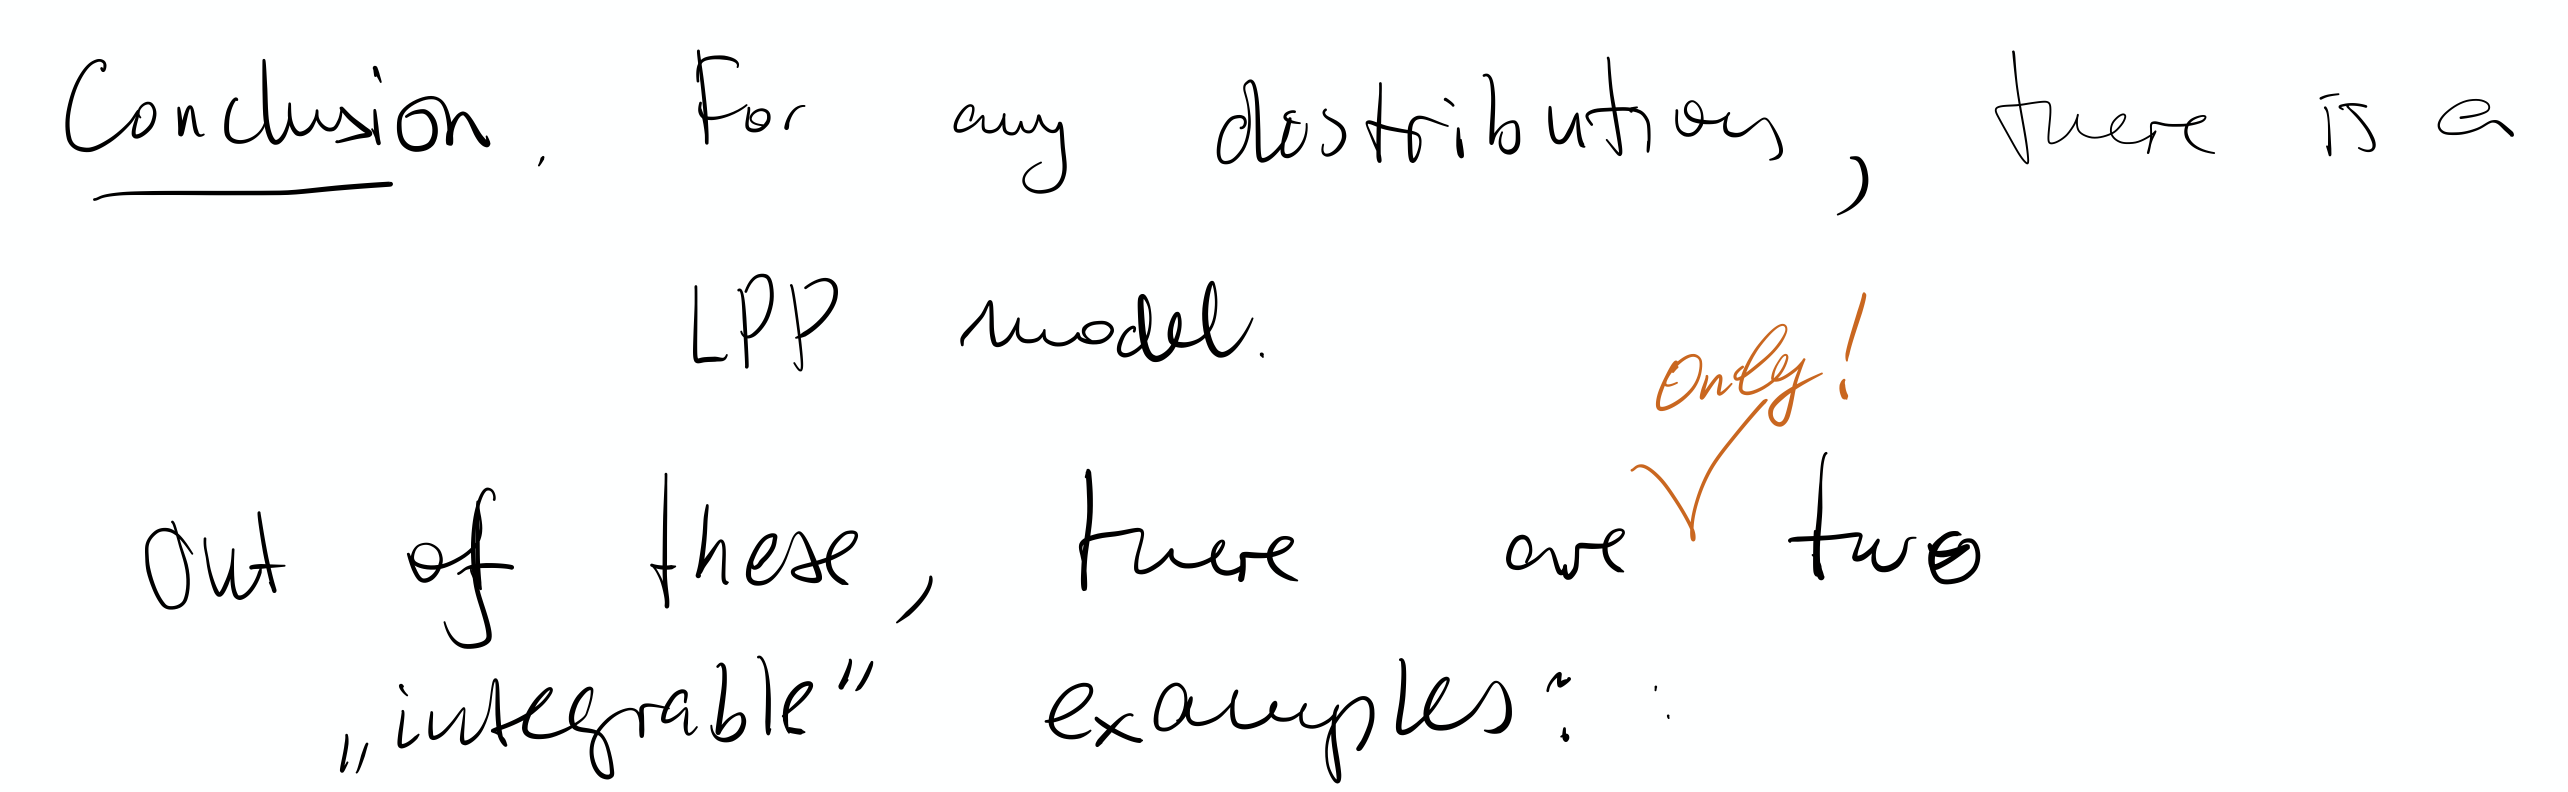 Conclusion. For any distribution, there is a
LPP model.
only!
Out of these, there are two
„integrable” examples: